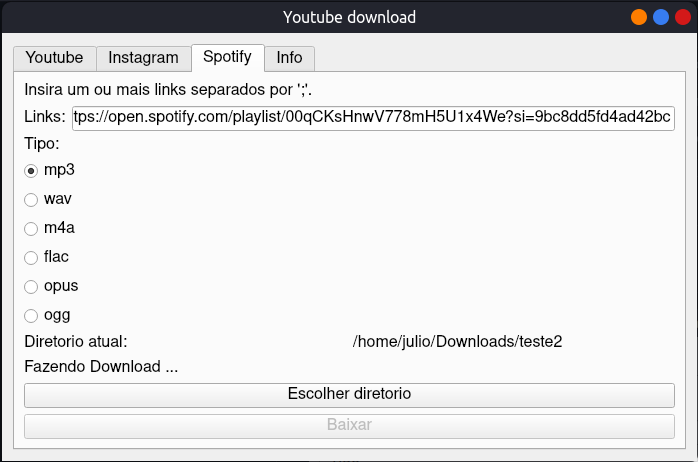 Youtube download
Youtube Instagram Spotify Info
Insira um ou mais links separados por ';'.
Links: tps://open.spotify.com/playlist/00qCKsHnwV778mH5U1x4We?si=9bc8dd5fd4ad42bc
Tipo:
mp3
wav
m4a
flac
opus
ogg
Diretorio atual: /home/julio/Downloads/teste2
Fazendo Download ...
Escolher diretorio
Baixar